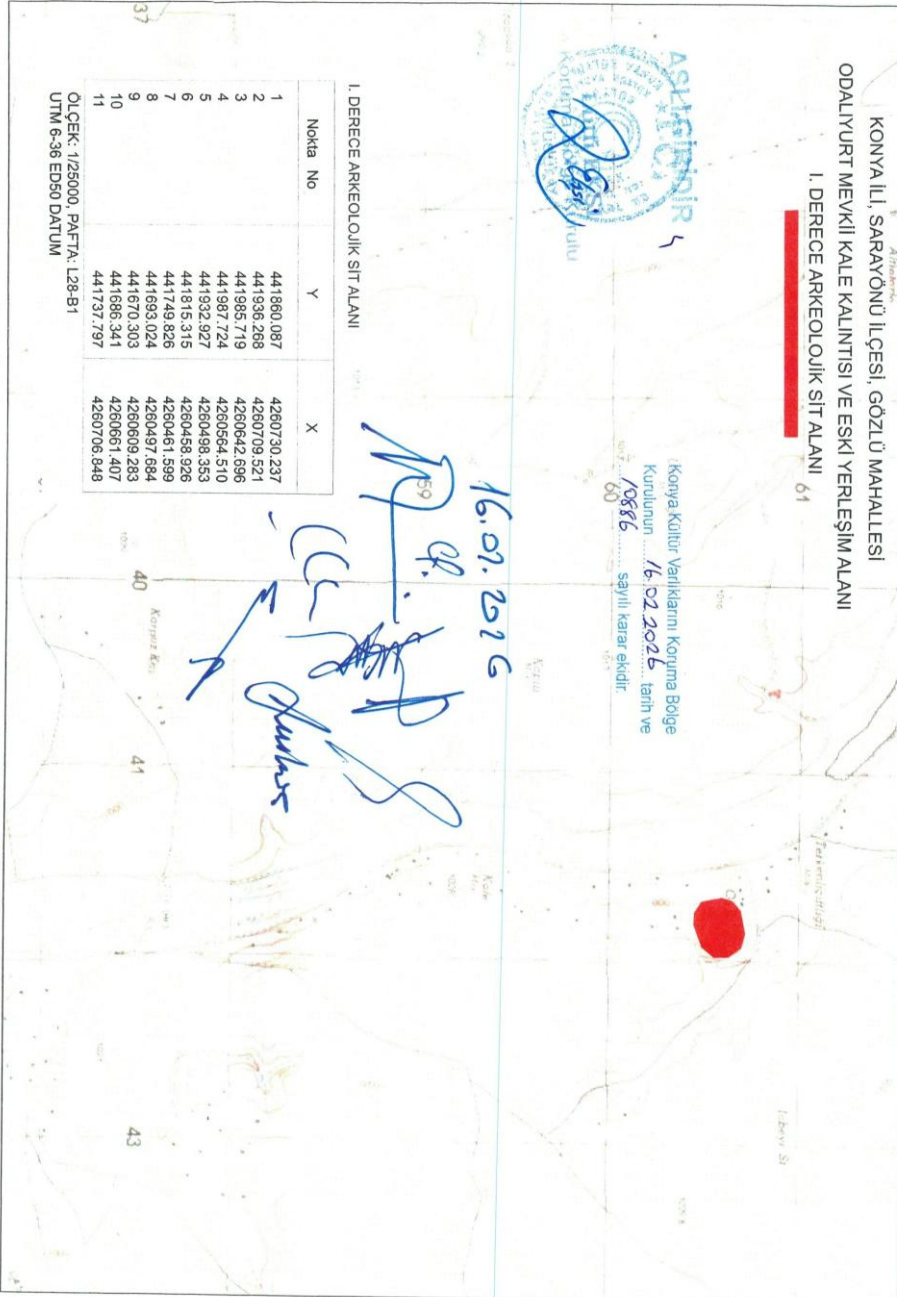 KONYA İLİ, SARAYÖNÜ İLÇESİ, GÖZLÜ MAHALLESİ
ODALIYURT MEVKİİ KALE KALINTISI VE ESKİ YERLEŞİM ALANI
I. DERECE ARKEOLOJİK SİT ALANI
ASLI GİBİDİR
T.C.
Konya Kültür Varlıklarını Koruma Bölge
Kurulunun 16.02.2026 tarih ve
10886 sayılı karar ekidir.
61
60
59
16.02.2026
I. DERECE ARKEOLOJİK SİT ALANI
Nokta No Y X
1 441860.087 4260730.237
2 441936.268 4260709.521
3 441985.719 4260642.696
4 441987.724 4260564.510
5 441932.927 4260498.353
6 441815.315 4260458.926
7 441749.826 4260461.599
8 441693.024 4260497.684
9 441670.303 4260609.283
10 441686.341 4260661.407
11 441737.797 4260706.848
ÖLÇEK: 1/25000, PAFTA: L28-B1
UTM 6-36 ED50 DATUM
37
40
41
43
Kale